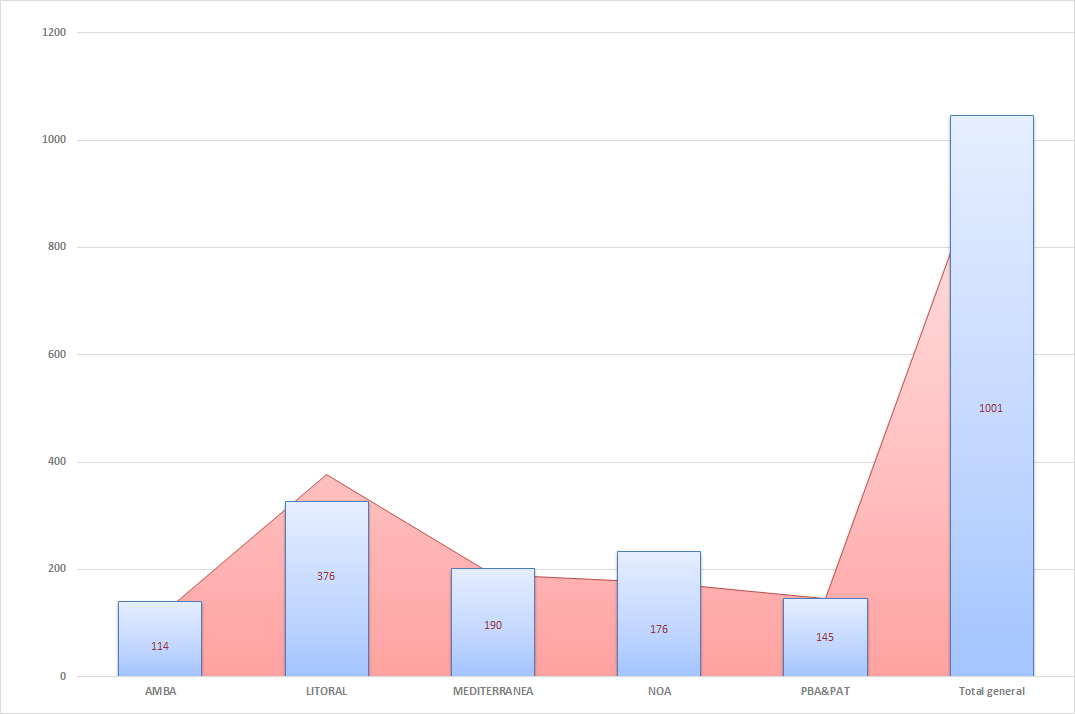 1200
1000
800
600
400
200
0
114
376
190
176
145
1001
AMBA
LITORAL
MEDITERRANEA
NOA
PBA&PAT
Total general